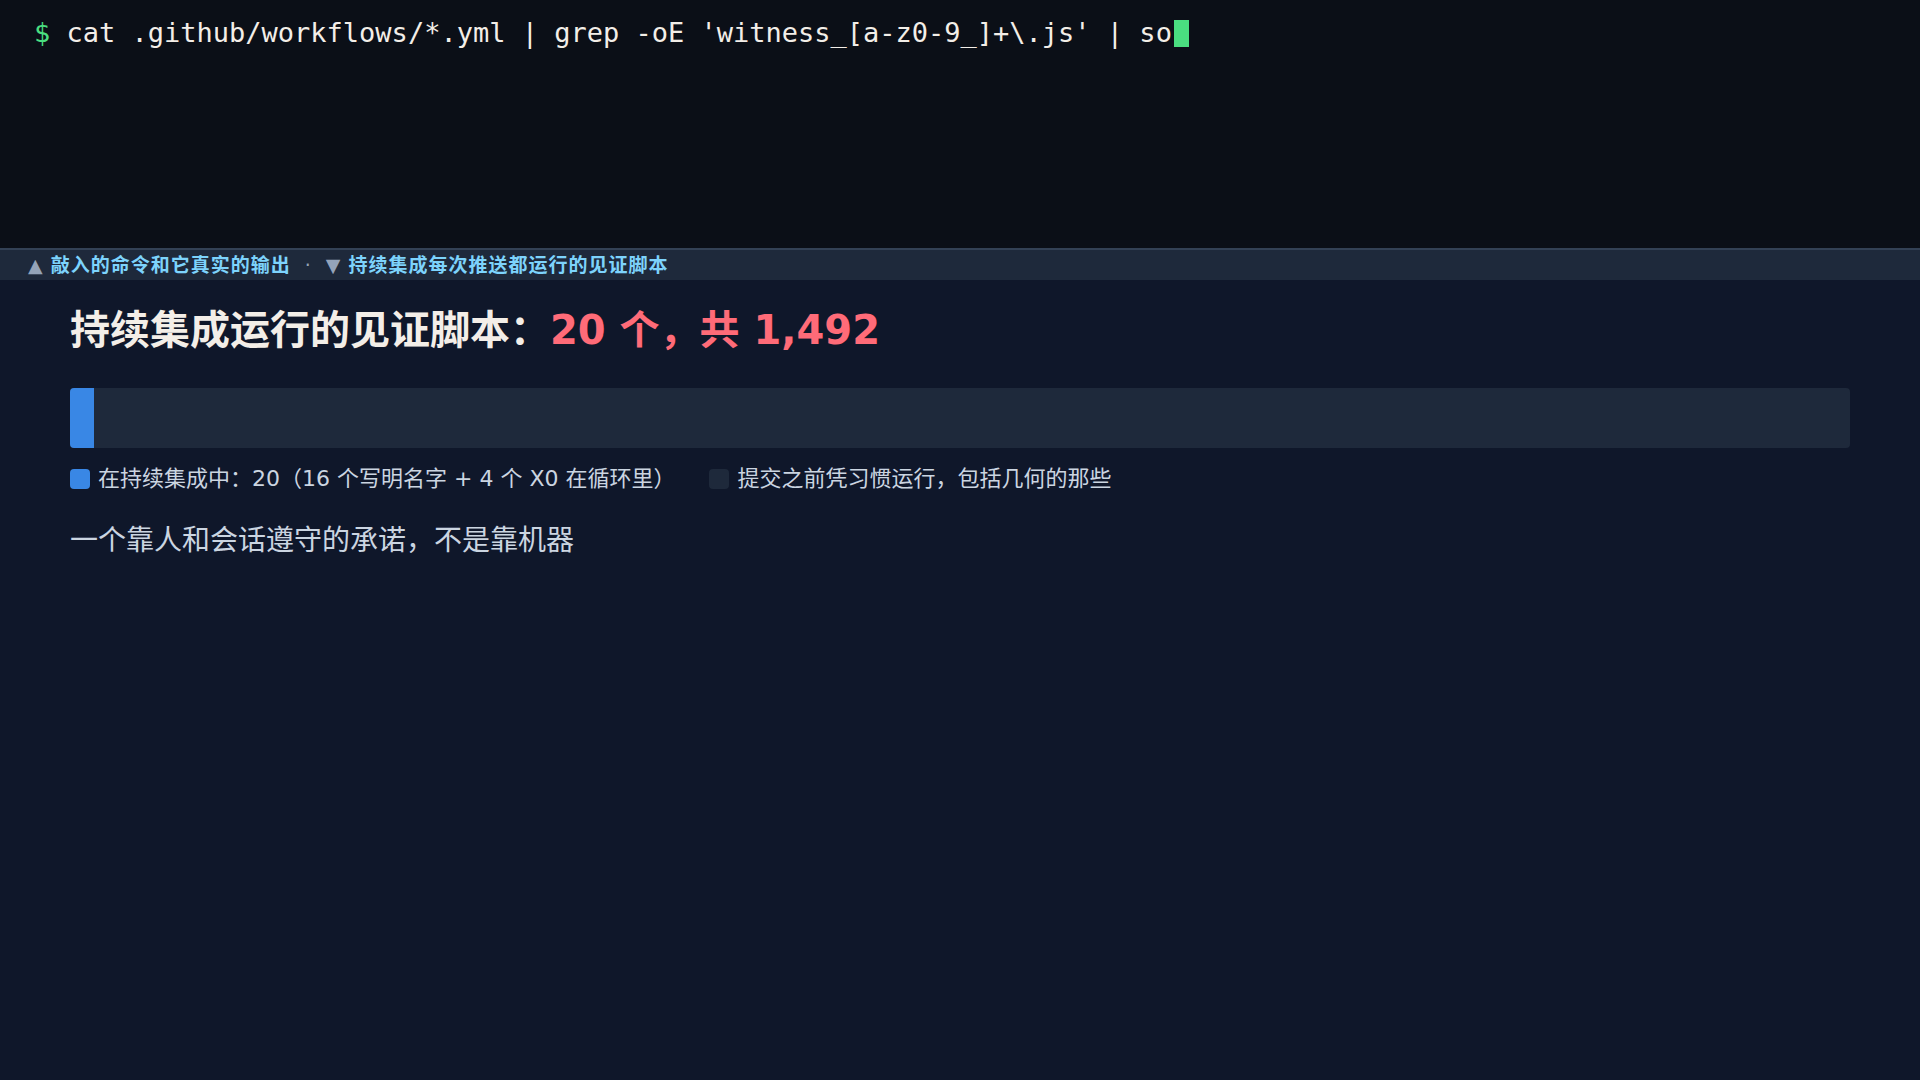 $ cat .github/workflows/*.yml | grep -oE 'witness_[a-z0-9_]+\.js' | so
▲ 敲入的命令和它真实的输出 · ▼ 持续集成每次推送都运行的见证脚本
持续集成运行的见证脚本：20 个，共 1,492
在持续集成中：20（16 个写明名字 + 4 个 X0 在循环里）
提交之前凭习惯运行，包括几何的那些
一个靠人和会话遵守的承诺，不是靠机器